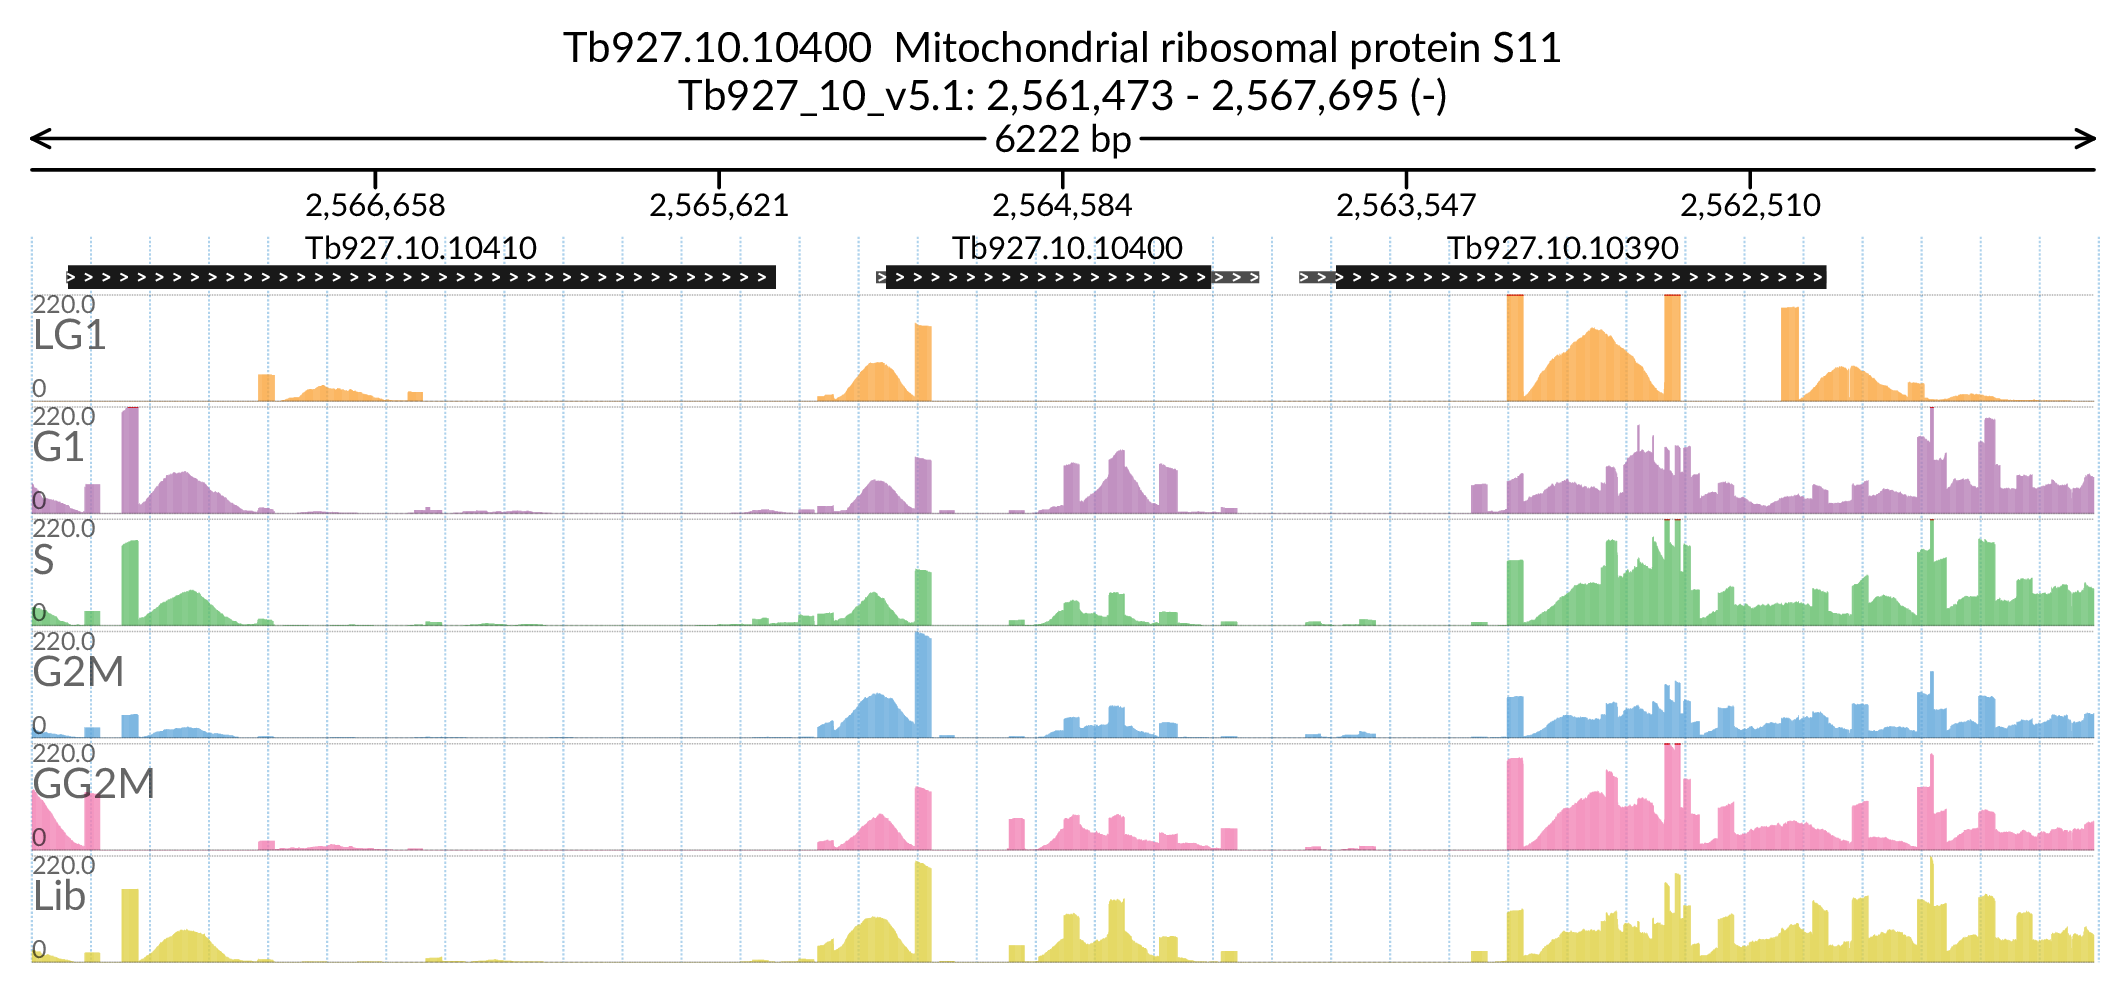 Tb927.10.10400  Mitochondrial ribosomal protein S11
Tb927_10_v5.1: 2,561,473 - 2,567,695 (-)
6222 bp
2,566,658 2,565,621 2,564,584 2,563,547 2,562,510
Tb927.10.10410 Tb927.10.10400 Tb927.10.10390
220.0
LG1
0
220.0
G1
0
220.0
S
0
220.0
G2M
0
220.0
GG2M
0
220.0
Lib
0